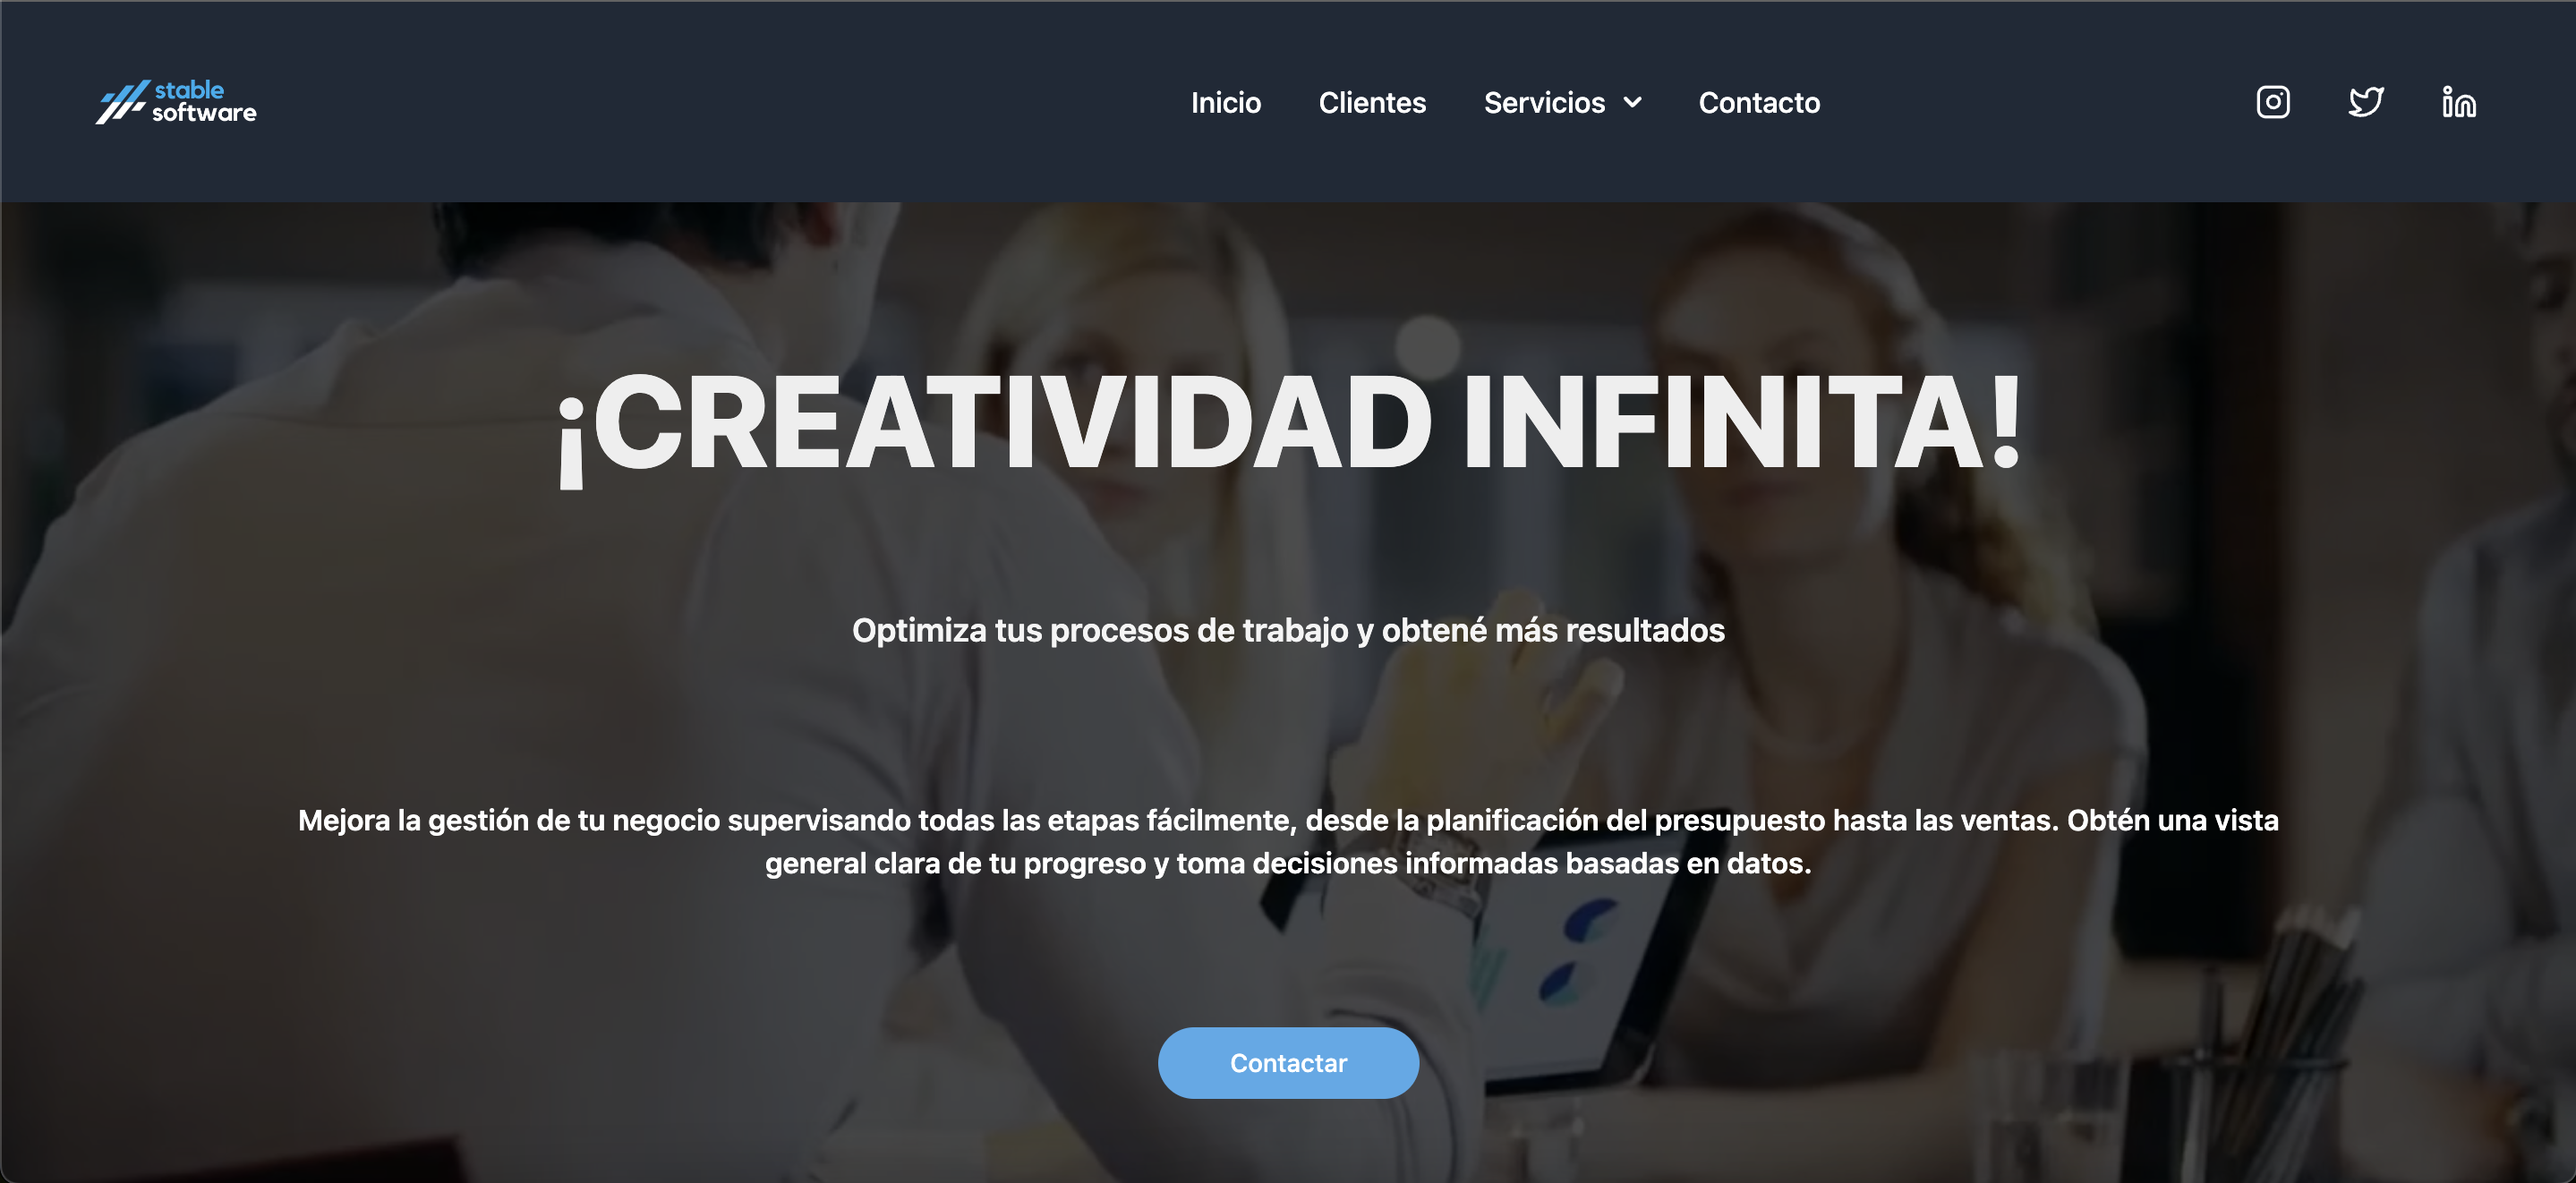 stable
software
Inicio Clientes Servicios Contacto
¡CREATIVIDAD INFINITA!
Optimiza tus procesos de trabajo y obtené más resultados
Mejora la gestión de tu negocio supervisando todas las etapas fácilmente, desde la planificación del presupuesto hasta las ventas. Obtén una vista
general clara de tu progreso y toma decisiones informadas basadas en datos.
Contactar